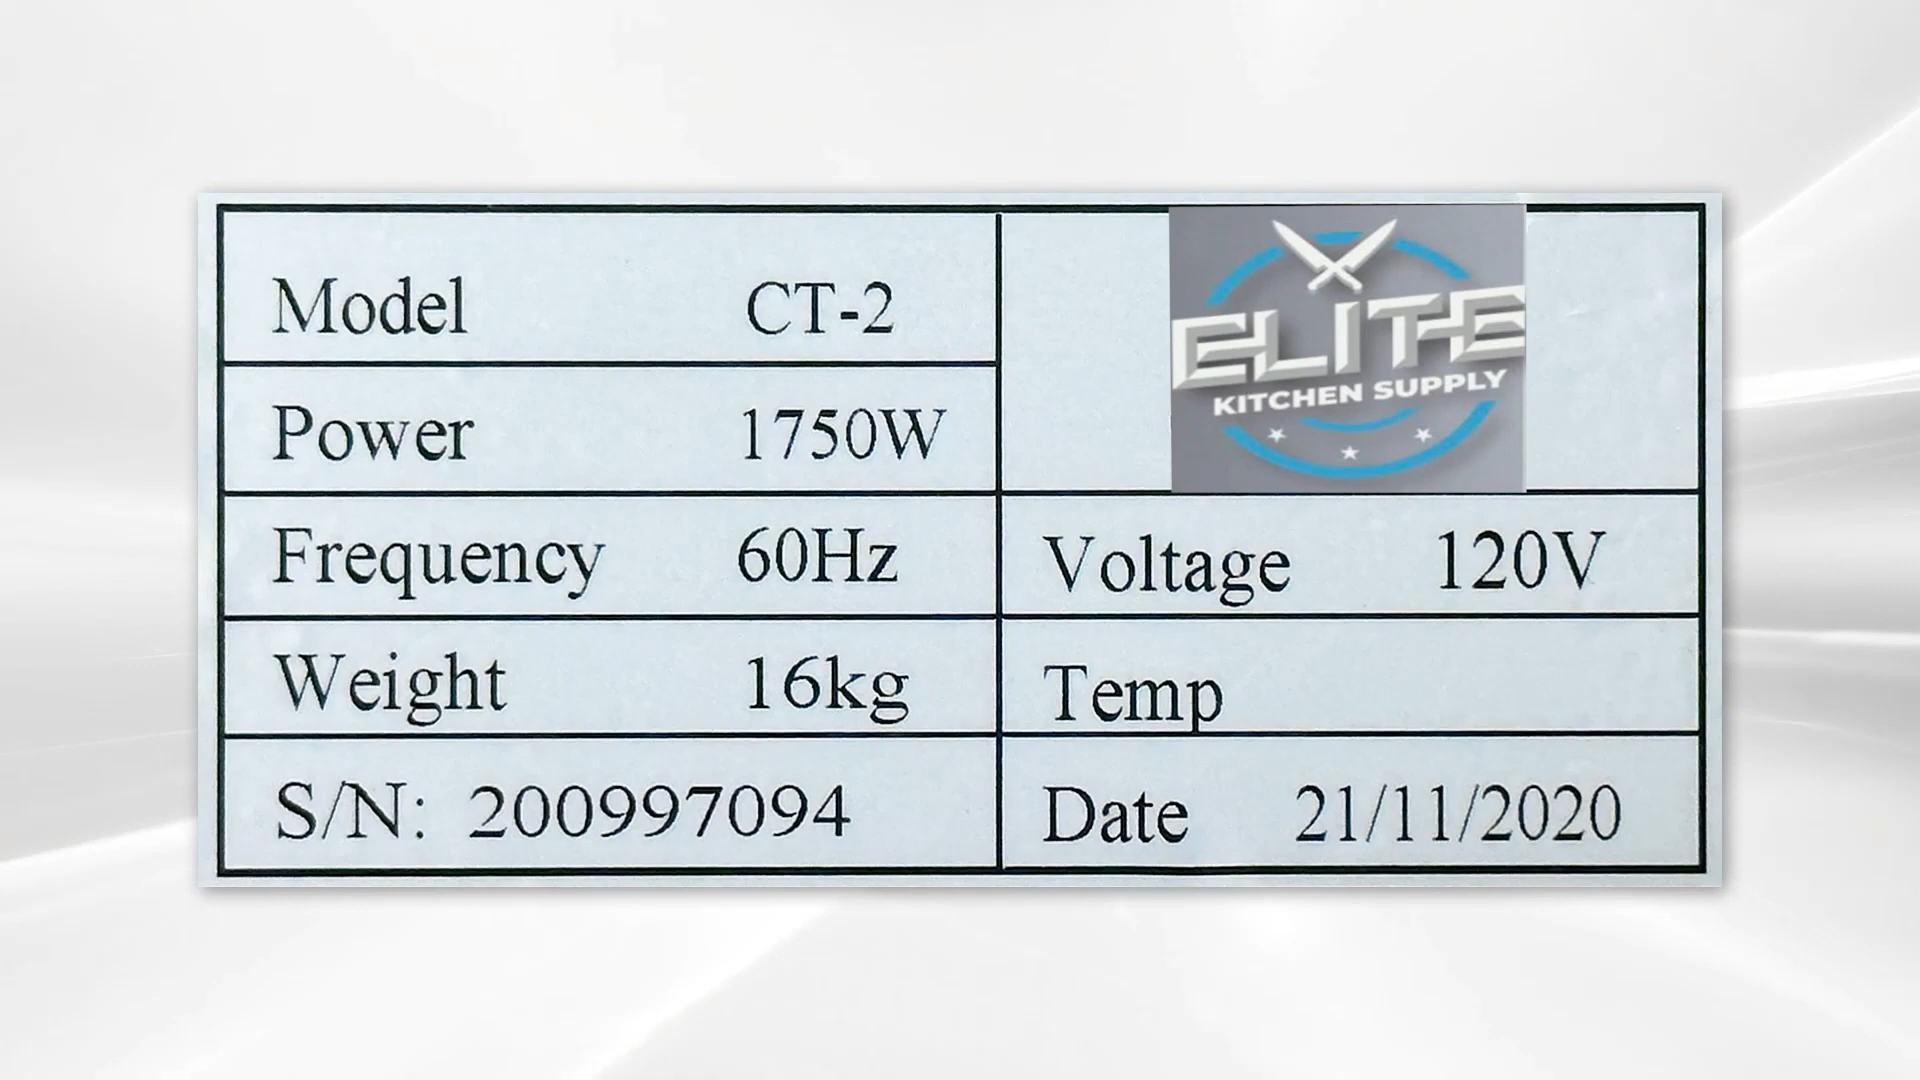 Model CT-2
ELITE
KITCHEN SUPPLY
Power 1750W
Frequency 60Hz Voltage 120V
Weight 16kg Temp
S/N: 200997094 Date 21/11/2020